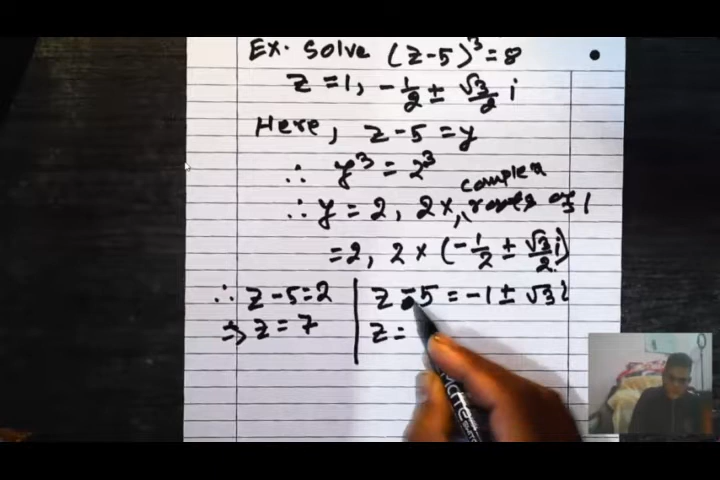 Ex. Solve (z-5)³ = 8
z = 1, -1/2 ± √3/2 i
Here, z-5 = y
∴ y³ = 2³
complex
∴ y = 2, 2×, roots of 1
= 2, 2 × (-1/2 ± √3/2 i)
∴ z-5=2
⇒ z = 7
z-5 = -1 ± √3 i
z =
MATE